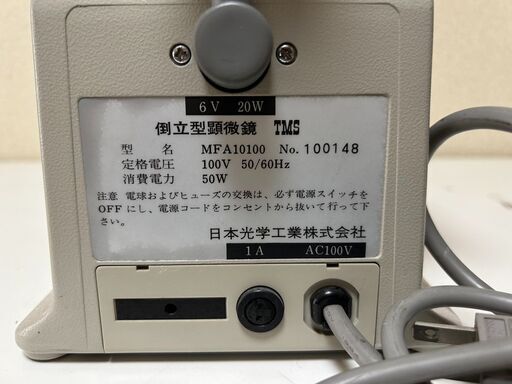 6V 20W
倒立型顕微鏡 TMS
型名 MFA10100 No. 100148
定格電圧 100V 50/60Hz
消費電力 50W
注意 電球およびヒューズの交換は、必ず電源スイッチを
OFFにし、電源コードをコンセントから抜いて行って下
さい。
日本光学工業株式会社
1A AC100V